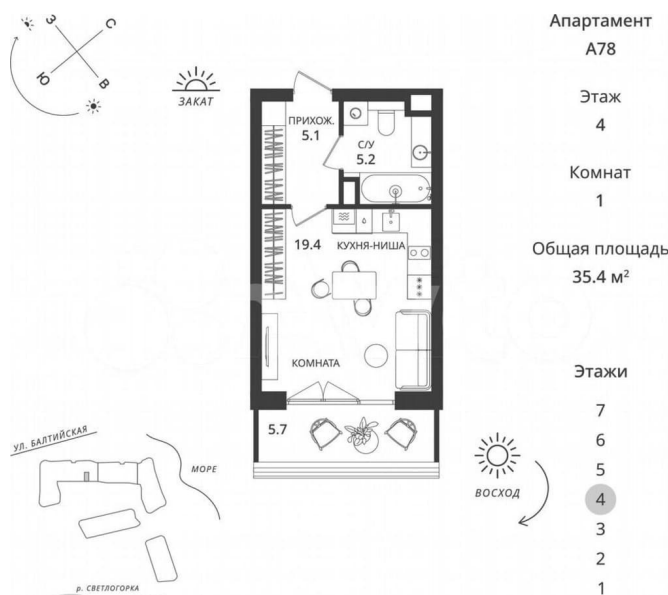 З
С
Ю
В
ЗАКАТ
Апартамент
А78
Этаж
4
Комнат
1
Общая площадь
35.4 м²
ПРИХОЖ.
5.1
С/У
5.2
19.4
КУХНЯ-НИША
КОМНАТА
5.7
УЛ. БАЛТИЙСКАЯ
МОРЕ
р. СВЕТЛОГОРКА
ВОСХОД
Этажи
7
6
5
4
3
2
1